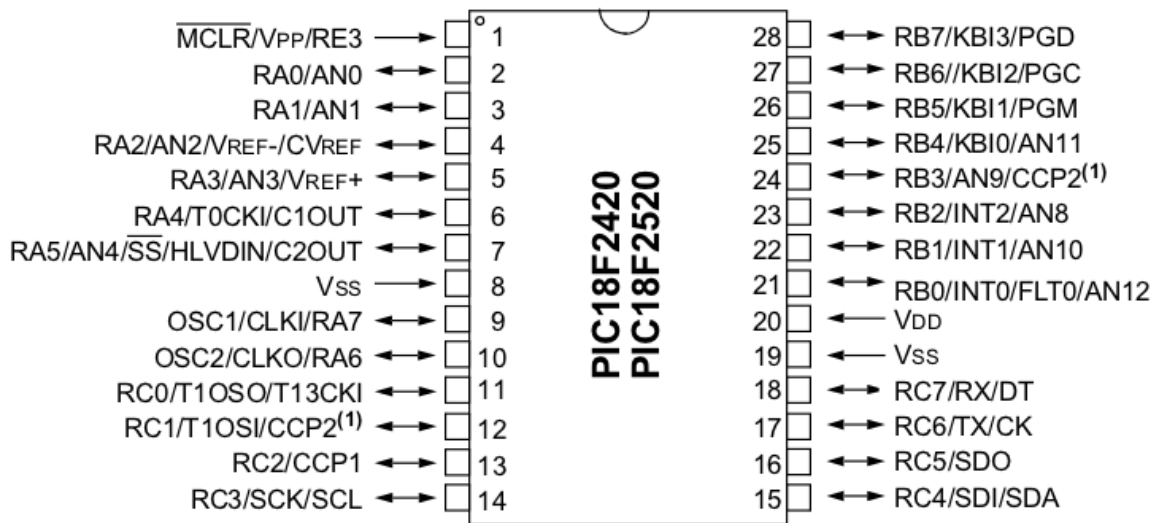 MCLR/VPP/RE3
RA0/AN0
RA1/AN1
RA2/AN2/VREF-/CVREF
RA3/AN3/VREF+
RA4/T0CKI/C1OUT
RA5/AN4/SS/HLVDIN/C2OUT
VSS
OSC1/CLKI/RA7
OSC2/CLKO/RA6
RC0/T1OSO/T13CKI
RC1/T1OSI/CCP2(1)
RC2/CCP1
RC3/SCK/SCL
1
2
3
4
5
6
7
8
9
10
11
12
13
14
PIC18F2420
PIC18F2520
28
27
26
25
24
23
22
21
20
19
18
17
16
15
RB7/KBI3/PGD
RB6//KBI2/PGC
RB5/KBI1/PGM
RB4/KBI0/AN11
RB3/AN9/CCP2(1)
RB2/INT2/AN8
RB1/INT1/AN10
RB0/INT0/FLT0/AN12
VDD
VSS
RC7/RX/DT
RC6/TX/CK
RC5/SDO
RC4/SDI/SDA